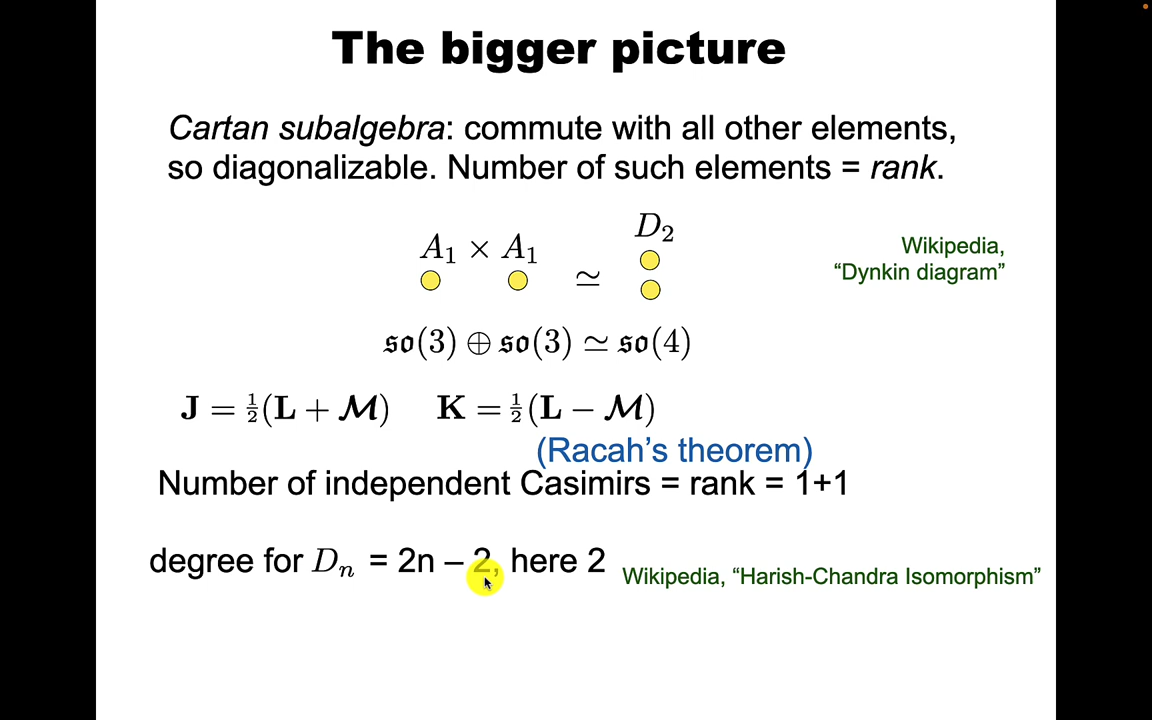 The bigger picture
Cartan subalgebra: commute with all other elements,
so diagonalizable. Number of such elements = rank.
A₁ × A₁ ≃ D₂
Wikipedia,
“Dynkin diagram”
𝔰𝔬(3) ⊕ 𝔰𝔬(3) ≃ 𝔰𝔬(4)
J = ½(L + ℳ) K = ½(L − ℳ)
(Racah’s theorem)
Number of independent Casimirs = rank = 1+1
degree for Dₙ = 2n – 2, here 2
Wikipedia, “Harish-Chandra Isomorphism”